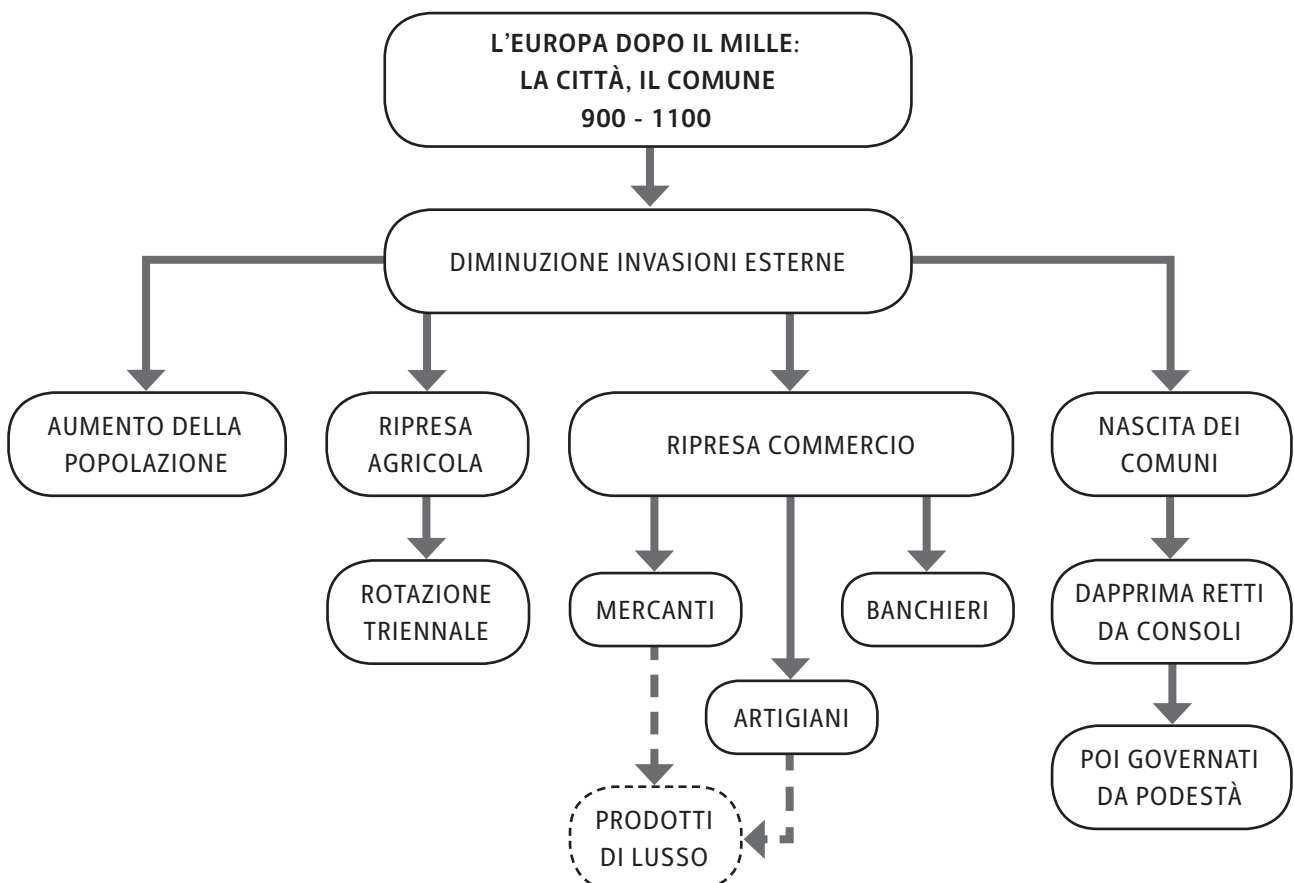 L'EUROPA DOPO IL MILLE:
LA CITTÀ, IL COMUNE
900 - 1100
DIMINUZIONE INVASIONI ESTERNE
AUMENTO DELLA
POPOLAZIONE
RIPRESA
AGRICOLA
RIPRESA COMMERCIO
NASCITA DEI
COMUNI
ROTAZIONE
TRIENNALE
MERCANTI
BANCHIERI
DAPPRIMA RETTI
DA CONSOLI
ARTIGIANI
POI GOVERNATI
DA PODESTÀ
PRODOTTI
DI LUSSO